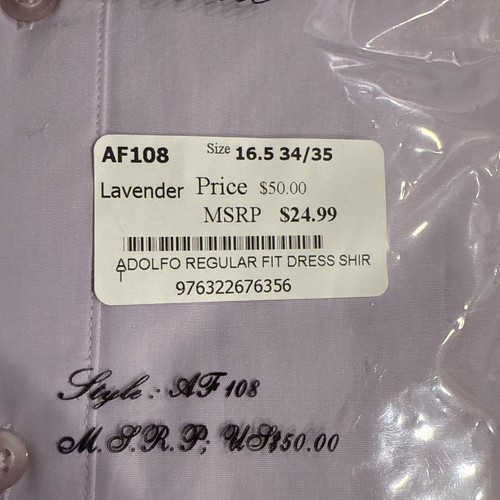 AF108 Size 16.5 34/35
Lavender Price $50.00
MSRP $24.99
ADOLFO REGULAR FIT DRESS SHIR
T
976322676356
Style: AF108
M.S.R.P; US$50.00